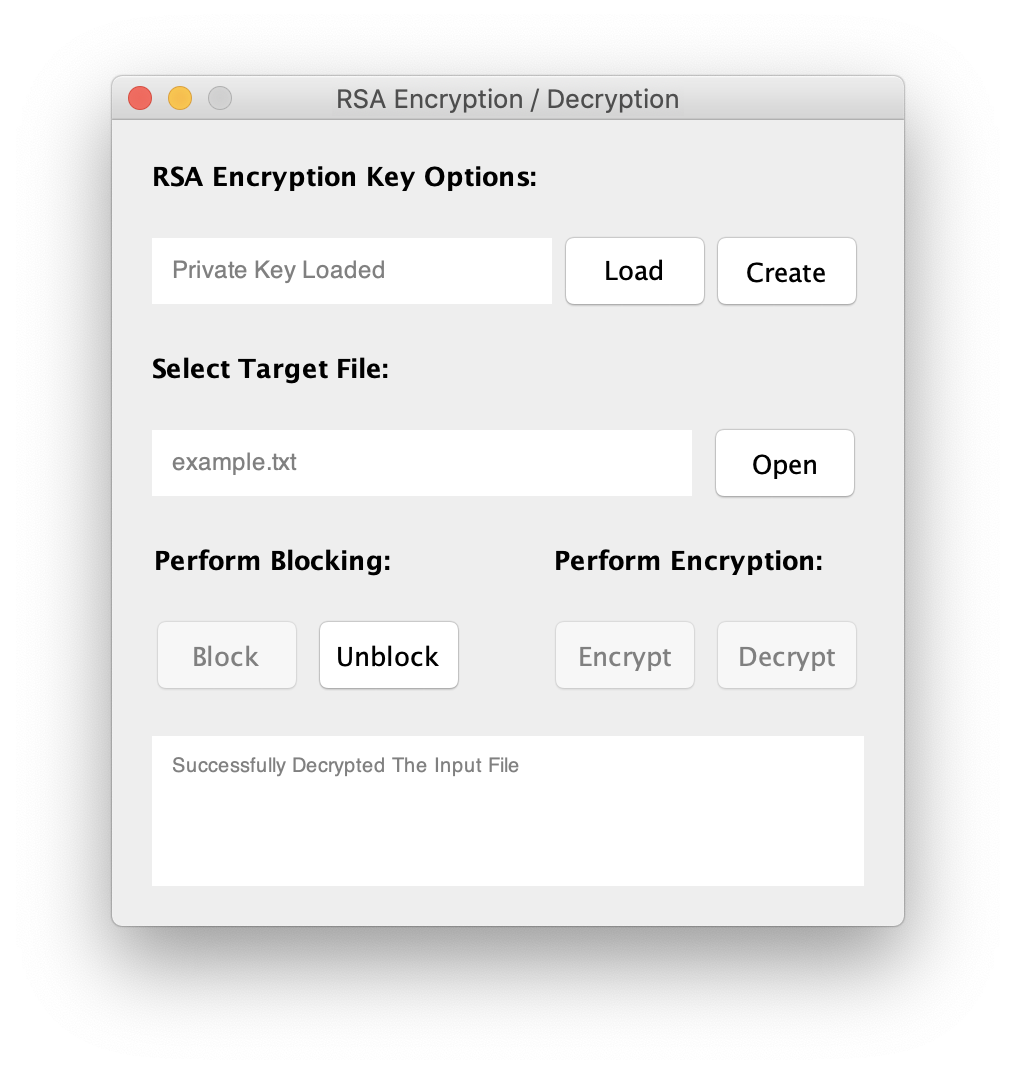 RSA Encryption / Decryption
RSA Encryption Key Options:
Private Key Loaded
Load
Create
Select Target File:
example.txt
Open
Perform Blocking:
Perform Encryption:
Block
Unblock
Encrypt
Decrypt
Successfully Decrypted The Input File